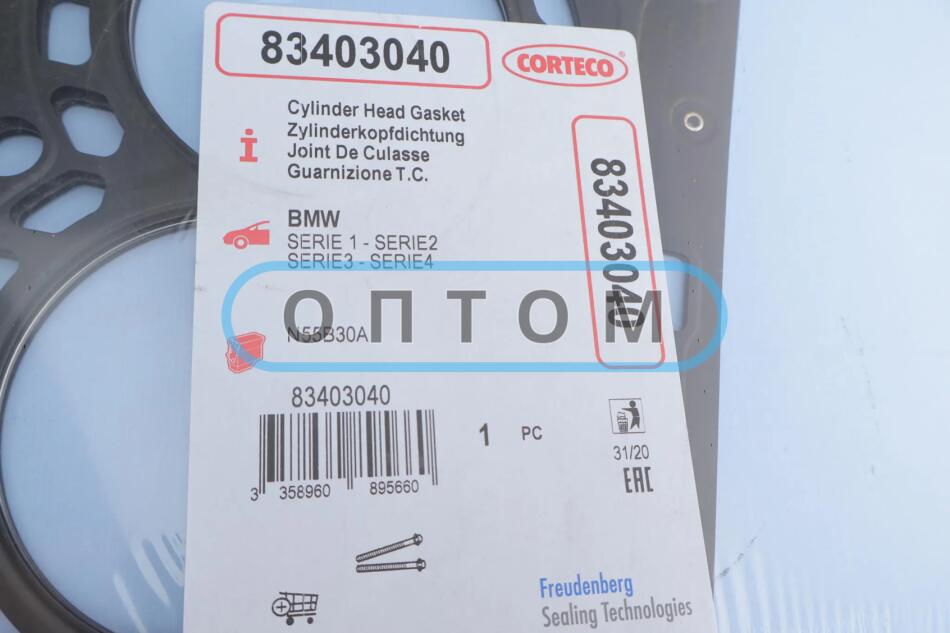 83403040
CORTECO®
Cylinder Head Gasket
Zylinderkopfdichtung
Joint De Culasse
Guarnizione T.C.
83403040
BMW
SERIE 1 - SERIE2
SERIE3 - SERIE4
ОПТОМ
N55B30A
83403040
1 PC
3 358960 895660
31/20
EAC
Freudenberg
Sealing Technologies